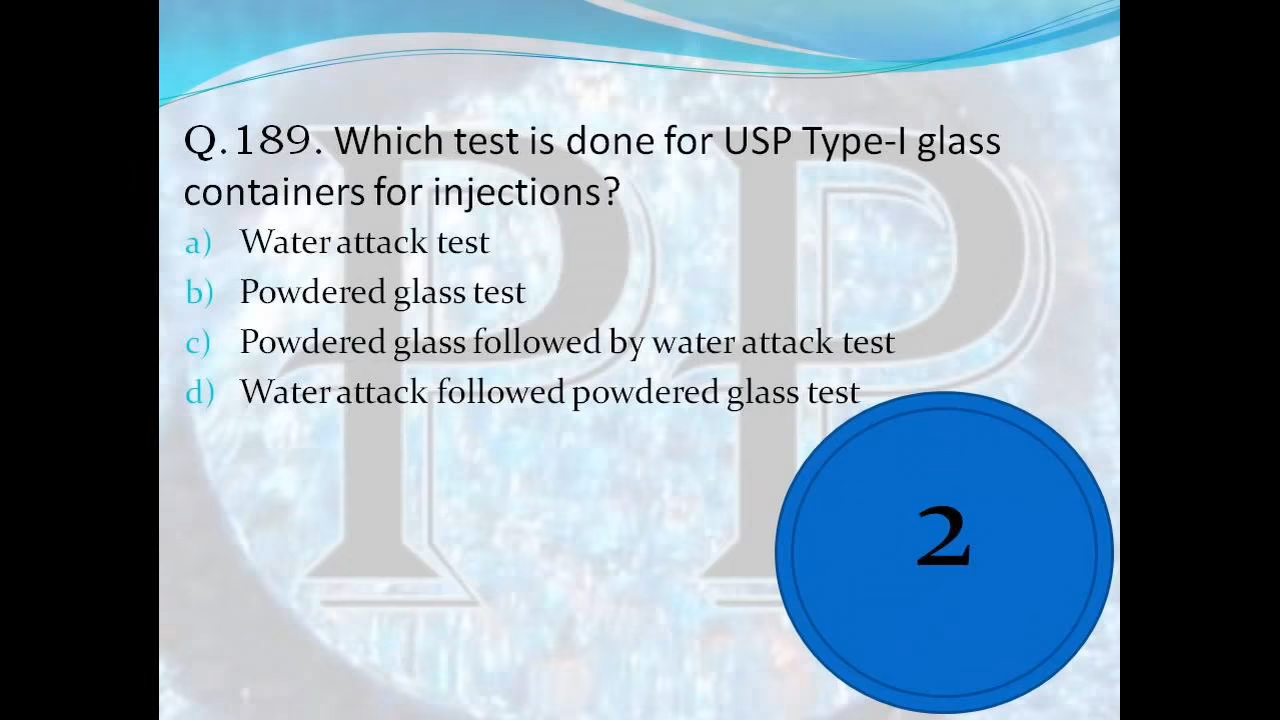 Q.189. Which test is done for USP Type-I glass
containers for injections?
a) Water attack test
b) Powdered glass test
c) Powdered glass followed by water attack test
d) Water attack followed powdered glass test
2
PP